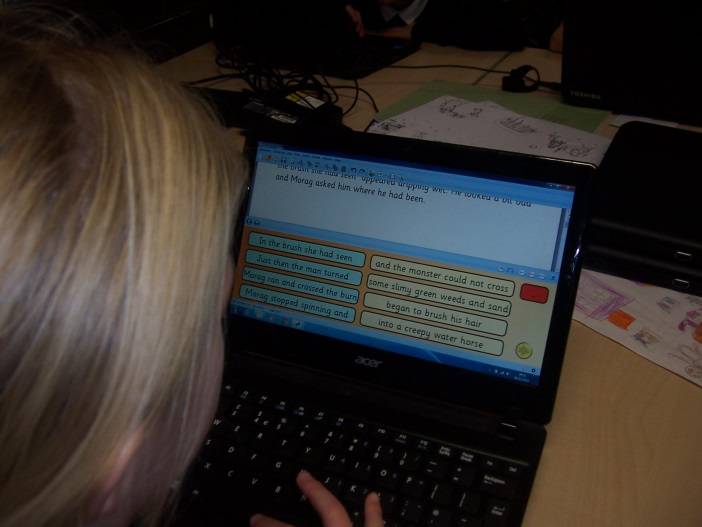 the brush she had seen appeared dripping wet. He looked a bit odd
and Morag asked him where he had been.
In the brush she had seen
Just then the man turned
Morag ran and crossed the burn
Morag stopped spinning and
and the monster could not cross
some slimy green weeds and sand
began to brush his hair
into a creepy water horse
acer
TOSHIBA